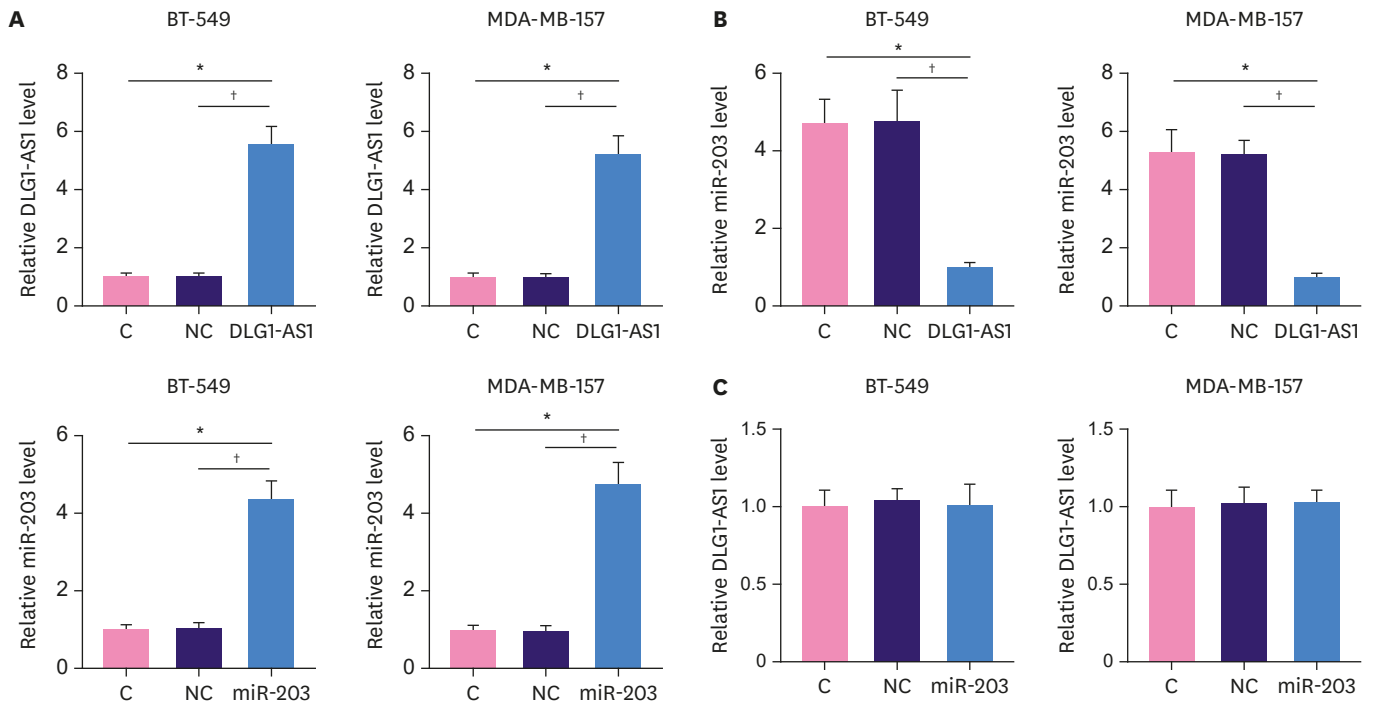 A
BT-549
Relative DLG1-AS1 level
8
6
4
2
0
*
†
C NC DLG1-AS1
MDA-MB-157
Relative DLG1-AS1 level
8
6
4
2
0
*
†
C NC DLG1-AS1
BT-549
Relative miR-203 level
6
4
2
0
*
†
C NC miR-203
MDA-MB-157
Relative miR-203 level
6
4
2
0
*
†
C NC miR-203
B
BT-549
Relative miR-203 level
6
4
2
0
*
†
C NC DLG1-AS1
MDA-MB-157
Relative miR-203 level
8
6
4
2
0
*
†
C NC DLG1-AS1
C
BT-549
Relative DLG1-AS1 level
1.5
1.0
0.5
0
C NC miR-203
MDA-MB-157
Relative DLG1-AS1 level
1.5
1.0
0.5
0
C NC miR-203